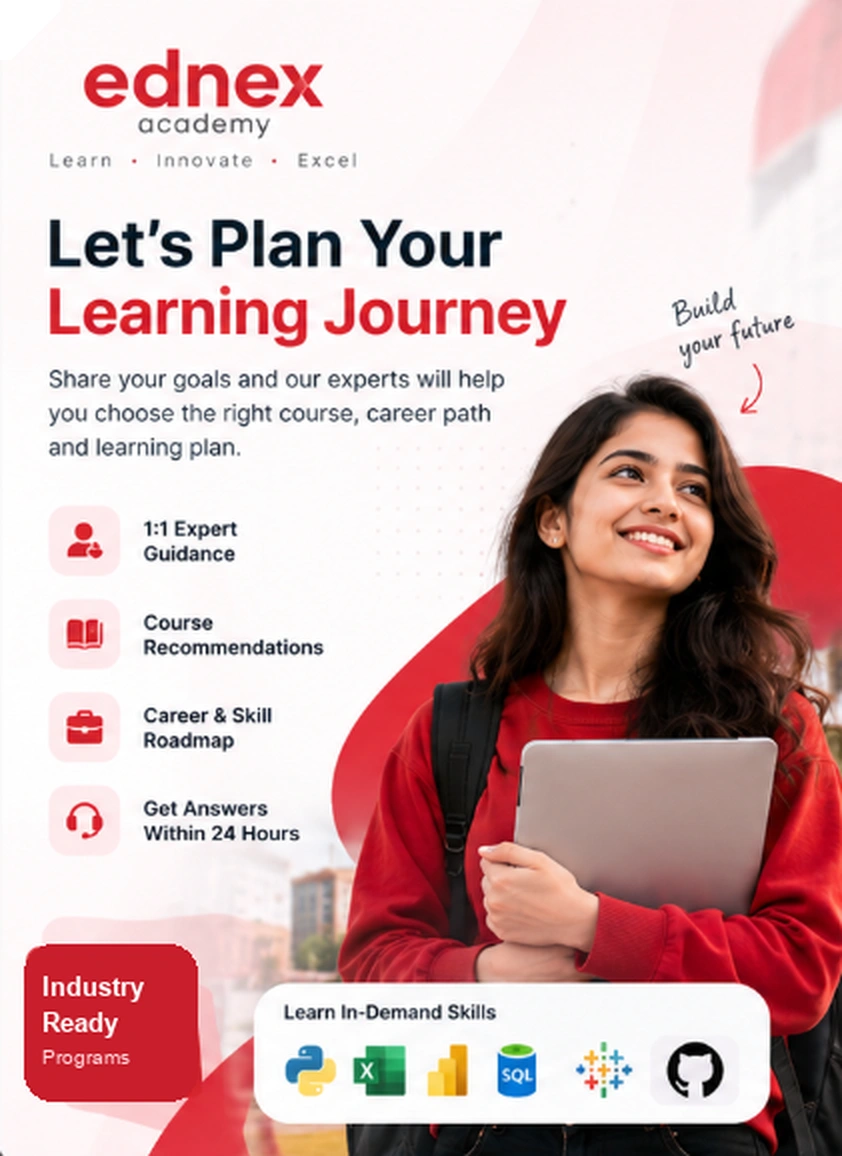 ednex
academy
Learn • Innovate • Excel
Let’s Plan Your
Learning Journey
Build
your future
Share your goals and our experts will help
you choose the right course, career path
and learning plan.
1:1 Expert
Guidance
Course
Recommendations
Career & Skill
Roadmap
Get Answers
Within 24 Hours
Industry
Ready
Programs
Learn In-Demand Skills
X
SQL